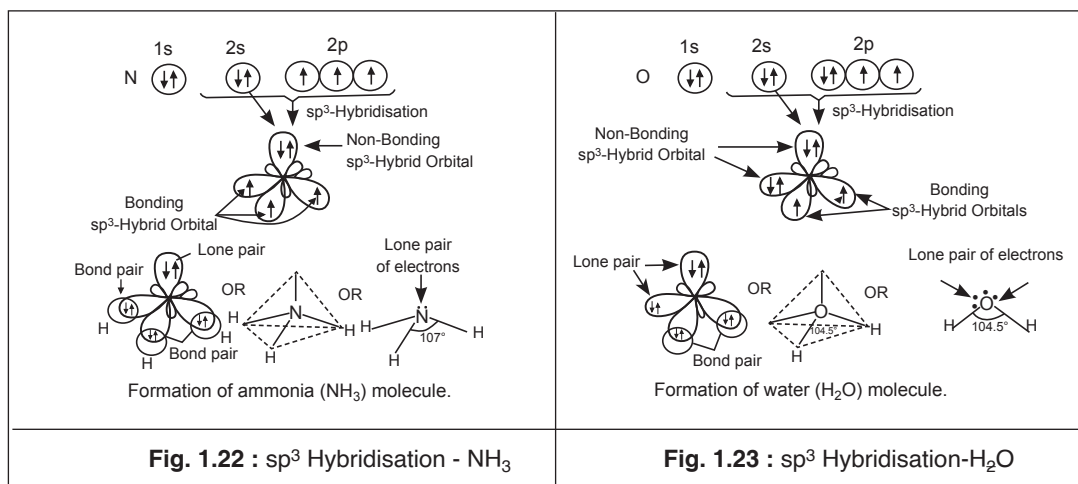 1s 2s 2p
N
sp³-Hybridisation
Non-Bonding
sp³-Hybrid Orbital
Bonding
sp³-Hybrid Orbital
Lone pair
Bond pair
Lone pair
of electrons
OR
N
OR
N
H
H
H
H
H
H
H
H
H
107°
Bond pair
Formation of ammonia (NH₃) molecule.
Fig. 1.22 : sp³ Hybridisation - NH₃
1s 2s 2p
O
sp³-Hybridisation
Non-Bonding
sp³-Hybrid Orbital
Bonding
sp³-Hybrid Orbitals
Lone pair
Lone pair of electrons
OR
O
OR
O
104.5°
104.5°
H
H
H
H
H
H
Bond pair
Formation of water (H₂O) molecule.
Fig. 1.23 : sp³ Hybridisation-H₂O